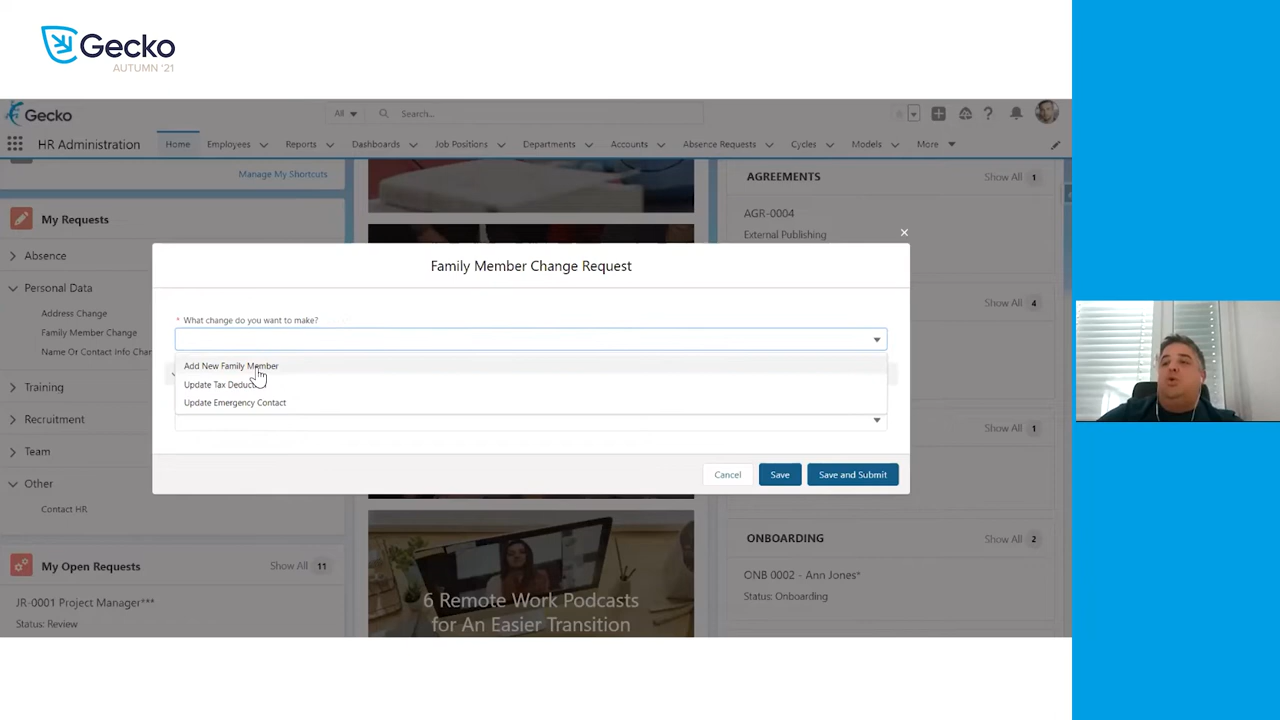 Gecko
AUTUMN '21
Gecko
All
Search...
HR Administration
Home
Employees
Reports
Dashboards
Job Positions
Departments
Accounts
Absence Requests
Cycles
Models
More
Manage My Shortcuts
My Requests
Absence
Personal Data
Address Change
Family Member Change
Name Or Contact Info Chan
Training
Recruitment
Team
Other
Contact HR
My Open Requests
Show All 11
JR-0001 Project Manager***
Status: Review
Family Member Change Request
* What change do you want to make?
Add New Family Member
Update Tax
Update Emergency Contact
Cancel
Save
Save and Submit
6 Remote Work Podcasts
for An Easier Transition
AGREEMENTS
Show All 1
AGR-0004
External Publishing
Show All 4
Show All 1
ONBOARDING
Show All 2
ONB 0002 - Ann Jones*
Status: Onboarding